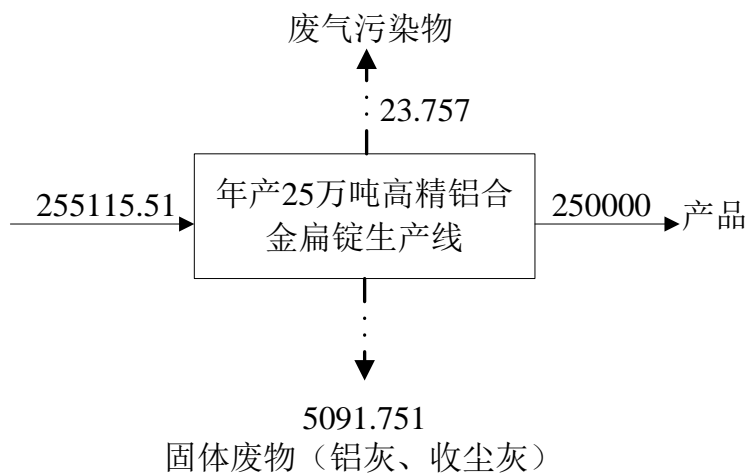 废气污染物
23.757
255115.51
年产25万吨高精铝合
金扁锭生产线
250000
产品
5091.751
固体废物（铝灰、收尘灰）